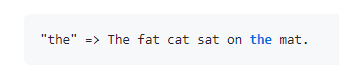 "the" => The fat cat sat on the mat.